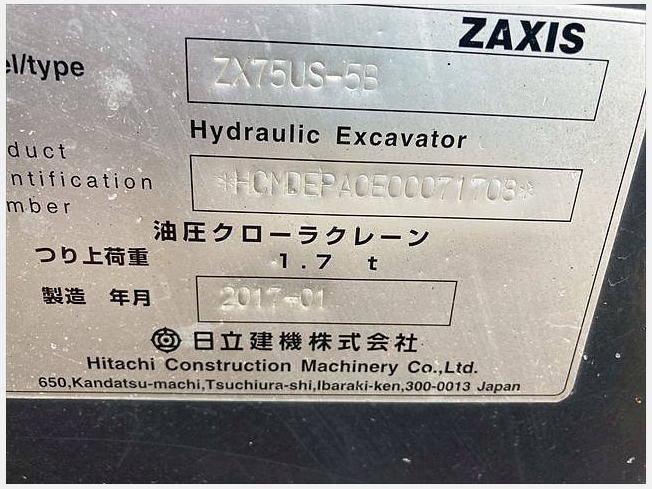 ZAXIS
el/type ZX75US-5B
Hydraulic Excavator
duct
ntification *HCMDEPA0E00071708*
mber
油圧クローラクレーン
つり上荷重 1.7 t
製造 年月 2017-01
日立建機株式会社
Hitachi Construction Machinery Co.,Ltd.
650,Kandatsu-machi,Tsuchiura-shi,Ibaraki-ken,300-0013 Japan